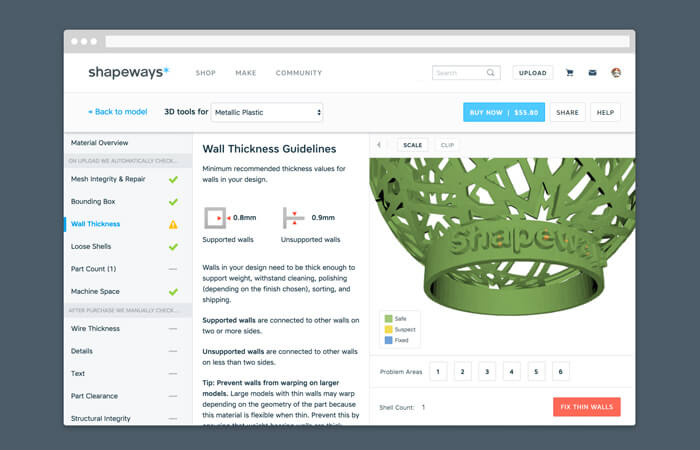 shapeways*
SHOP
MAKE
COMMUNITY
Search
UPLOAD
« Back to model
3D tools for
Metallic Plastic
BUY NOW | $55.80
SHARE
HELP
Material Overview
ON UPLOAD WE AUTOMATICALLY CHECK...
Mesh Integrity & Repair
Bounding Box
Wall Thickness
Loose Shells
Part Count (1)
Machine Space
AFTER PURCHASE WE MANUALLY CHECK...
Wire Thickness
Details
Text
Part Clearance
Structural Integrity
Wall Thickness Guidelines
Minimum recommended thickness values for
walls in your design.
0.8mm
0.9mm
Supported walls
Unsupported walls
Walls in your design need to be thick enough to
support weight, withstand cleaning, polishing
(depending on the finish chosen), sorting, and
shipping.
Supported walls are connected to other walls on
two or more sides.
Unsupported walls are connected to other walls
on less than two sides.
Tip: Prevent walls from warping on larger
models. Large models with thin walls may warp
depending on the geometry of the part because
this material is flexible when thin. Prevent this by
ensuring that weight bearing walls are thick
SCALE
CLIP
Shapeway
Safe
Suspect
Fixed
Problem Areas
1
2
3
4
5
6
Shell Count:
1
FIX THIN WALLS